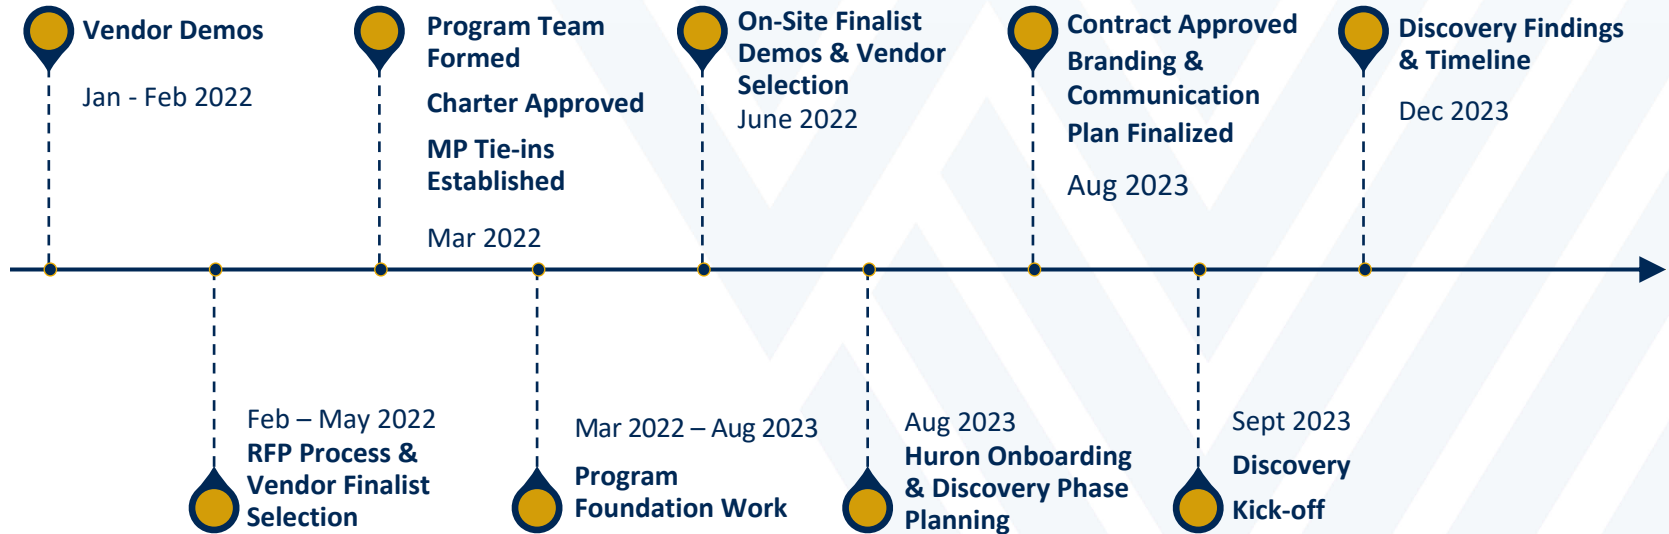 Vendor Demos
Jan - Feb 2022
Program Team
Formed
Charter Approved
MP Tie-ins
Established
Mar 2022
On-Site Finalist
Demos & Vendor
Selection
June 2022
Contract Approved
Branding &
Communication
Plan Finalized
Aug 2023
Discovery Findings
& Timeline
Dec 2023
Feb – May 2022
RFP Process &
Vendor Finalist
Selection
Mar 2022 – Aug 2023
Program
Foundation Work
Aug 2023
Huron Onboarding
& Discovery Phase
Planning
Sept 2023
Discovery
Kick-off